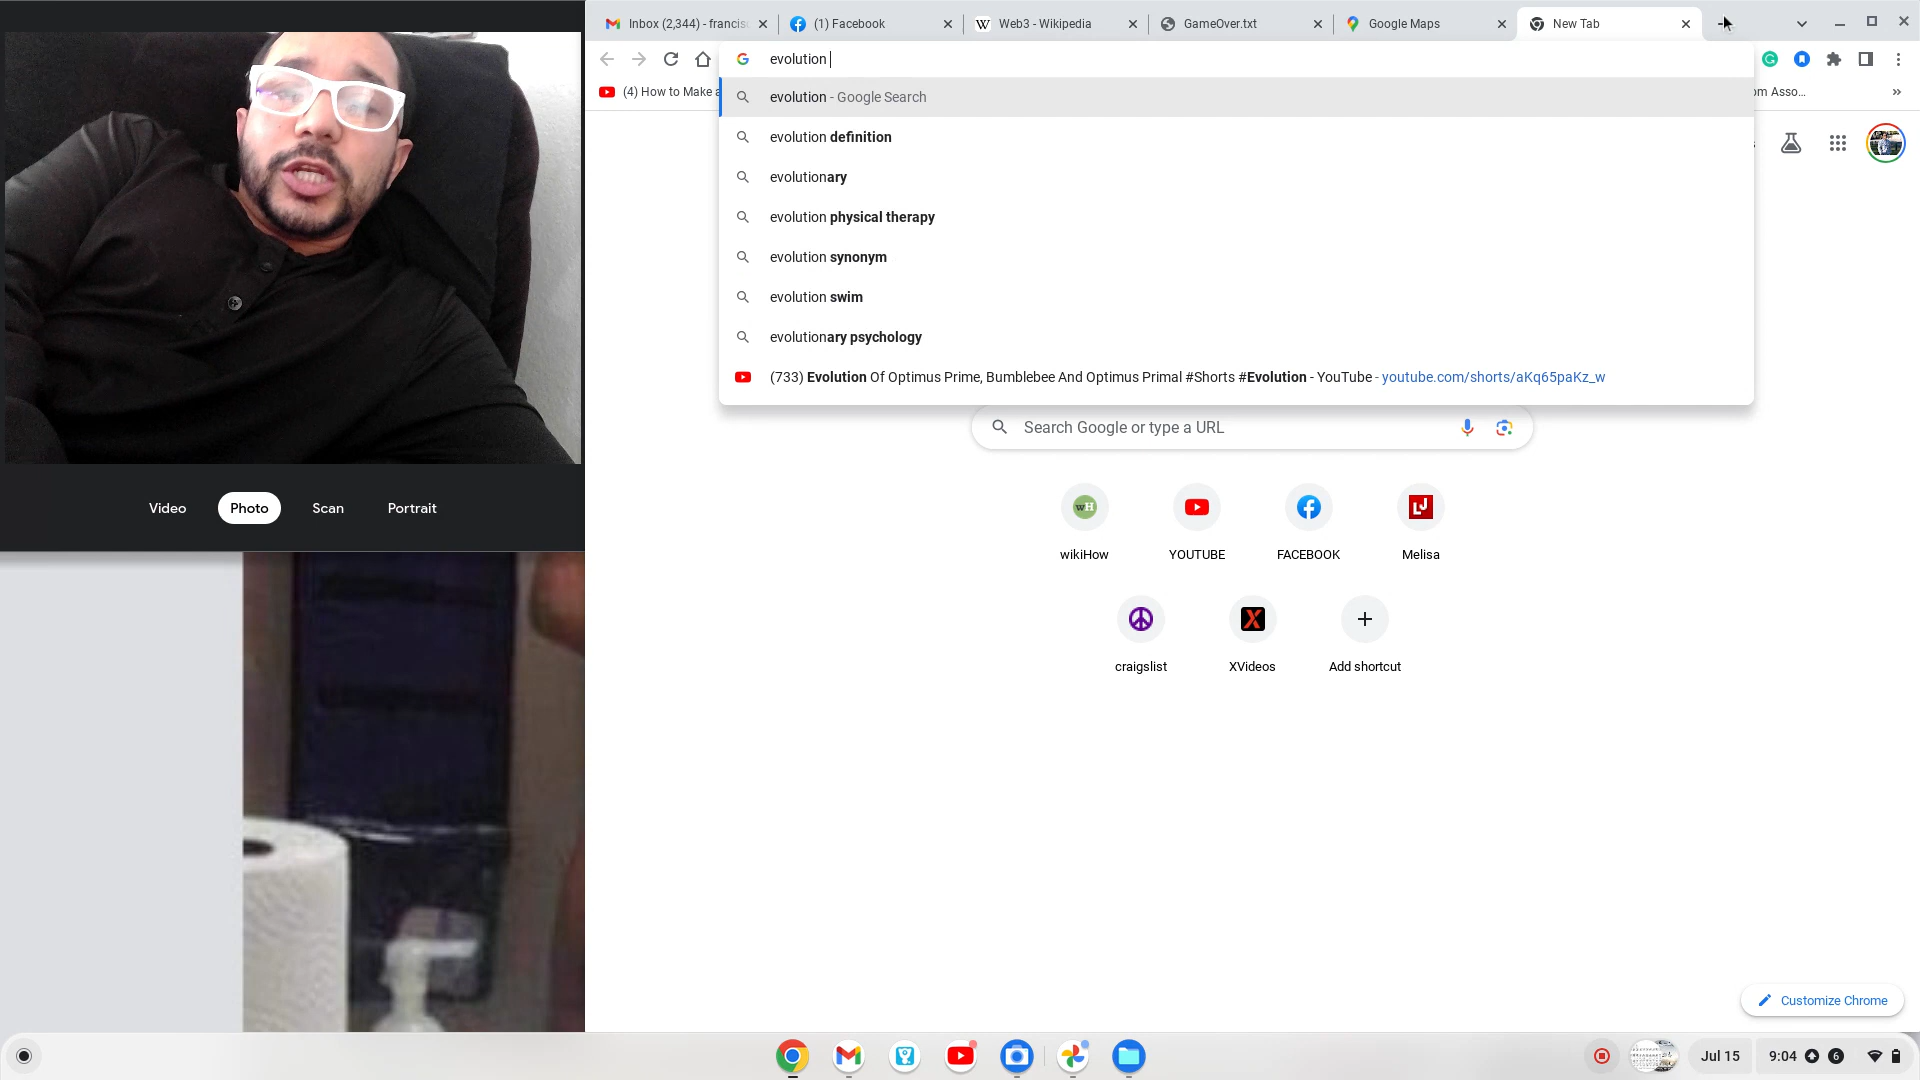 Inbox (2,344) - francis
(1) Facebook
Web3 - Wikipedia
GameOver.txt
Google Maps
New Tab
evolution
(4) How to Make a
om Asso...
evolution - Google Search
evolution definition
evolutionary
evolution physical therapy
evolution synonym
evolution swim
evolutionary psychology
(733) Evolution Of Optimus Prime, Bumblebee And Optimus Primal #Shorts #Evolution - YouTube - youtube.com/shorts/aKq65paKz_w
Search Google or type a URL
Video
Photo
Scan
Portrait
wikiHow
YOUTUBE
FACEBOOK
Melisa
craigslist
XVideos
Add shortcut
Customize Chrome
Jul 15
9:04
6